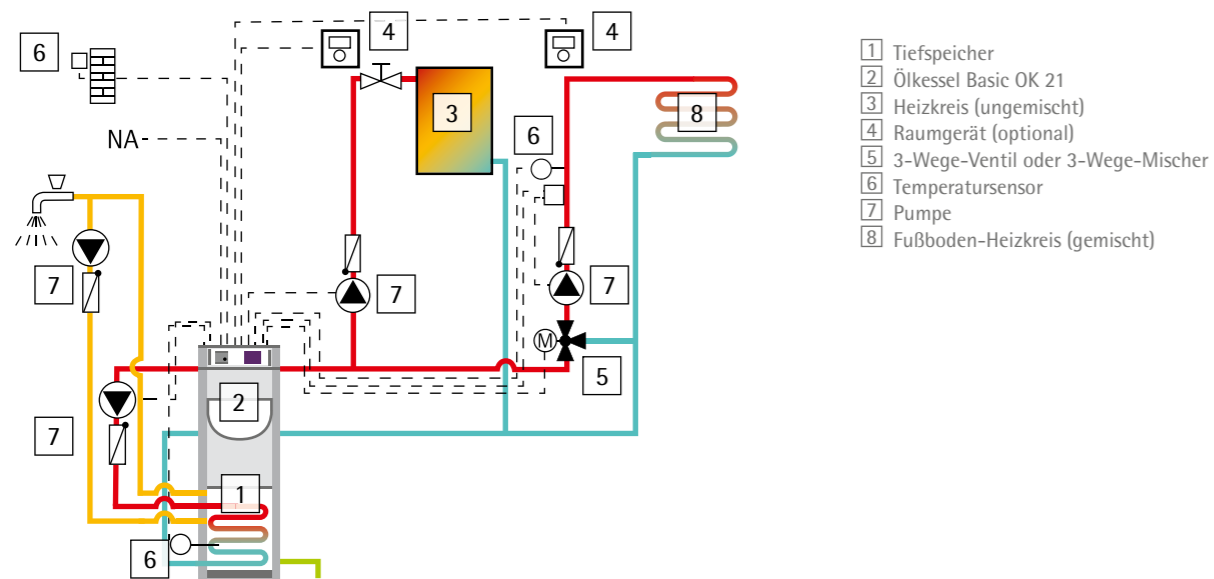 4
4
6
3
8
6
NA
7
7
7
M
5
2
7
1
6
1 Tiefspeicher
2 Ölkessel Basic OK 21
3 Heizkreis (ungemischt)
4 Raumgerät (optional)
5 3-Wege-Ventil oder 3-Wege-Mischer
6 Temperatursensor
7 Pumpe
8 Fußboden-Heizkreis (gemischt)